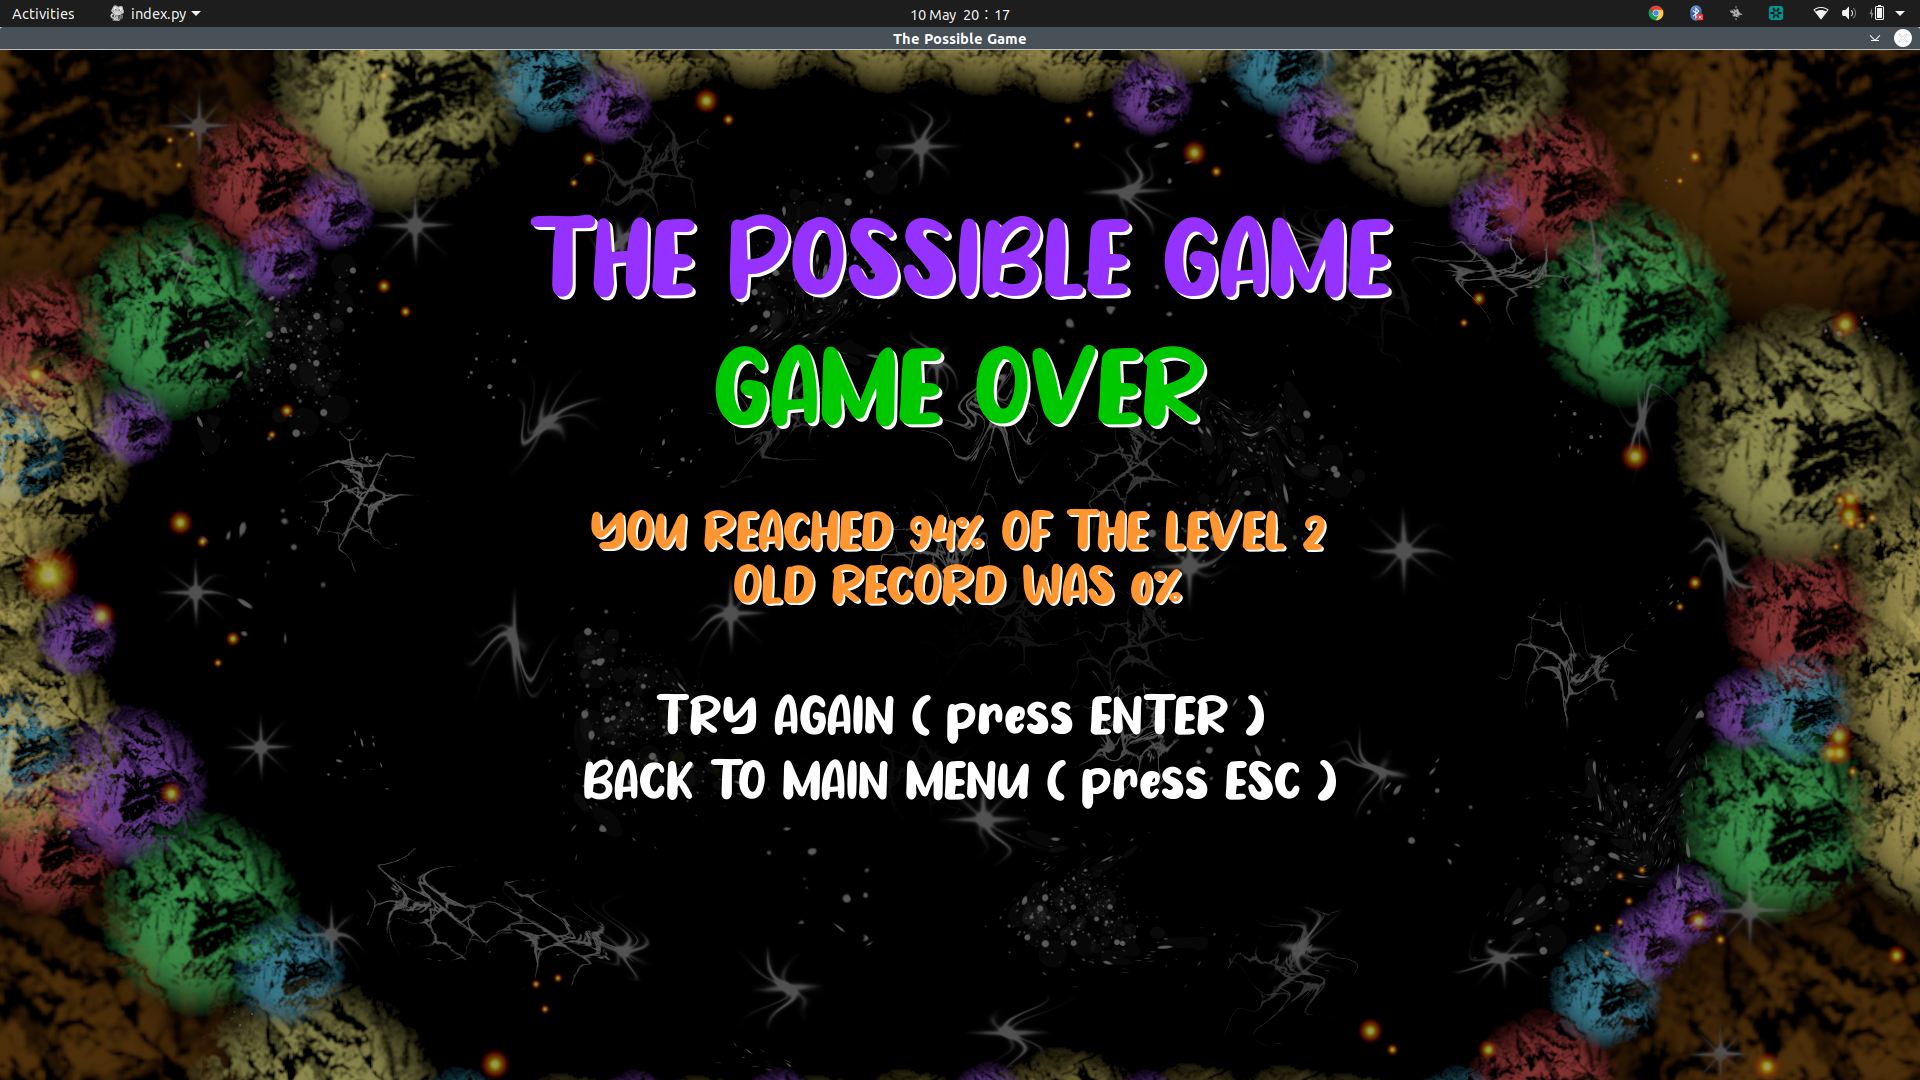 Activities index.py 10 May 20 : 17
The Possible Game
THE POSSIBLE GAME
GAME OVER
YOU REACHED 94% OF THE LEVEL 2
OLD RECORD WAS 0%
TRY AGAIN ( press ENTER )
BACK TO MAIN MENU ( press ESC )